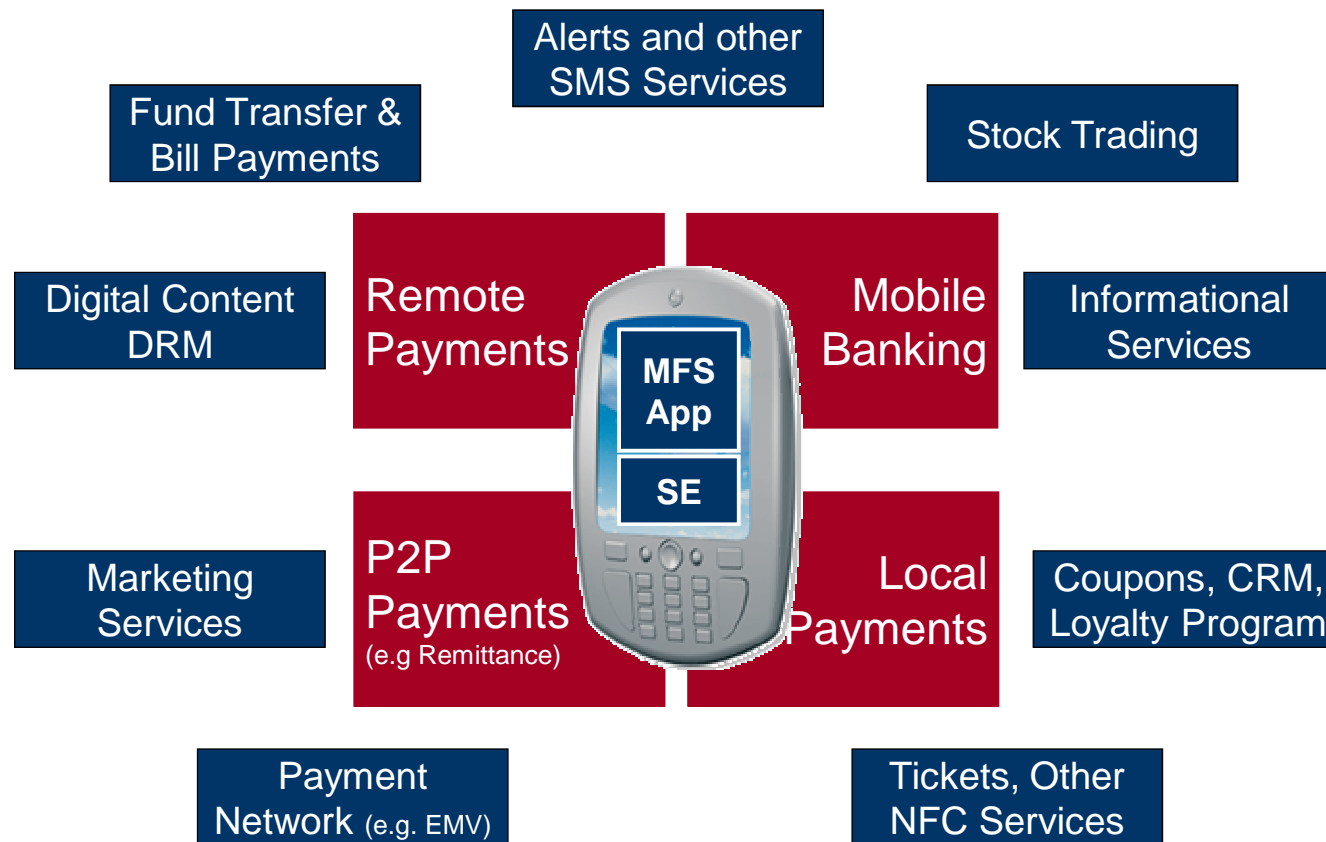 Alerts and other
SMS Services
Fund Transfer &
Bill Payments
Stock Trading
Remote
Payments
Mobile
Banking
Digital Content
DRM
Informational
Services
MFS
App
SE
P2P
Payments
(e.g Remittance)
Local
Payments
Marketing
Services
Coupons, CRM,
Loyalty Program
Payment
Network (e.g. EMV)
Tickets, Other
NFC Services